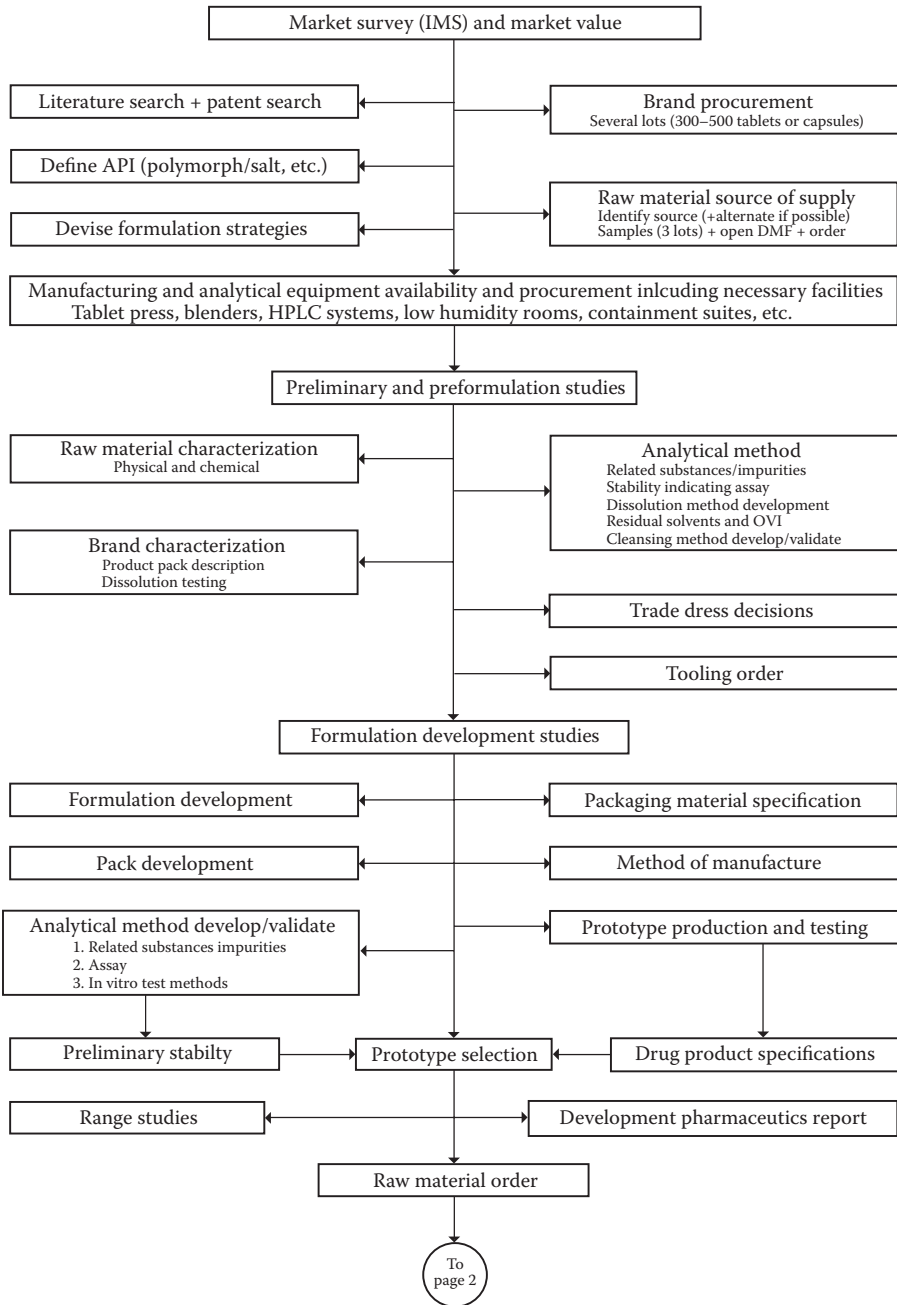 Market survey (IMS) and market value
Literature search + patent search
Brand procurement
Several lots (300–500 tablets or capsules)
Define API (polymorph/salt, etc.)
Raw material source of supply
Identify source (+alternate if possible)
Samples (3 lots) + open DMF + order
Devise formulation strategies
Manufacturing and analytical equipment availability and procurement inlcuding necessary facilities
Tablet press, blenders, HPLC systems, low humidity rooms, containment suites, etc.
Preliminary and preformulation studies
Raw material characterization
Physical and chemical
Analytical method
Related substances/impurities
Stability indicating assay
Dissolution method development
Residual solvents and OVI
Cleansing method develop/validate
Brand characterization
Product pack description
Dissolution testing
Trade dress decisions
Tooling order
Formulation development studies
Formulation development
Packaging material specification
Pack development
Method of manufacture
Analytical method develop/validate
1. Related substances impurities
2. Assay
3. In vitro test methods
Prototype production and testing
Preliminary stabilty
Prototype selection
Drug product specifications
Range studies
Development pharmaceutics report
Raw material order
To
page 2